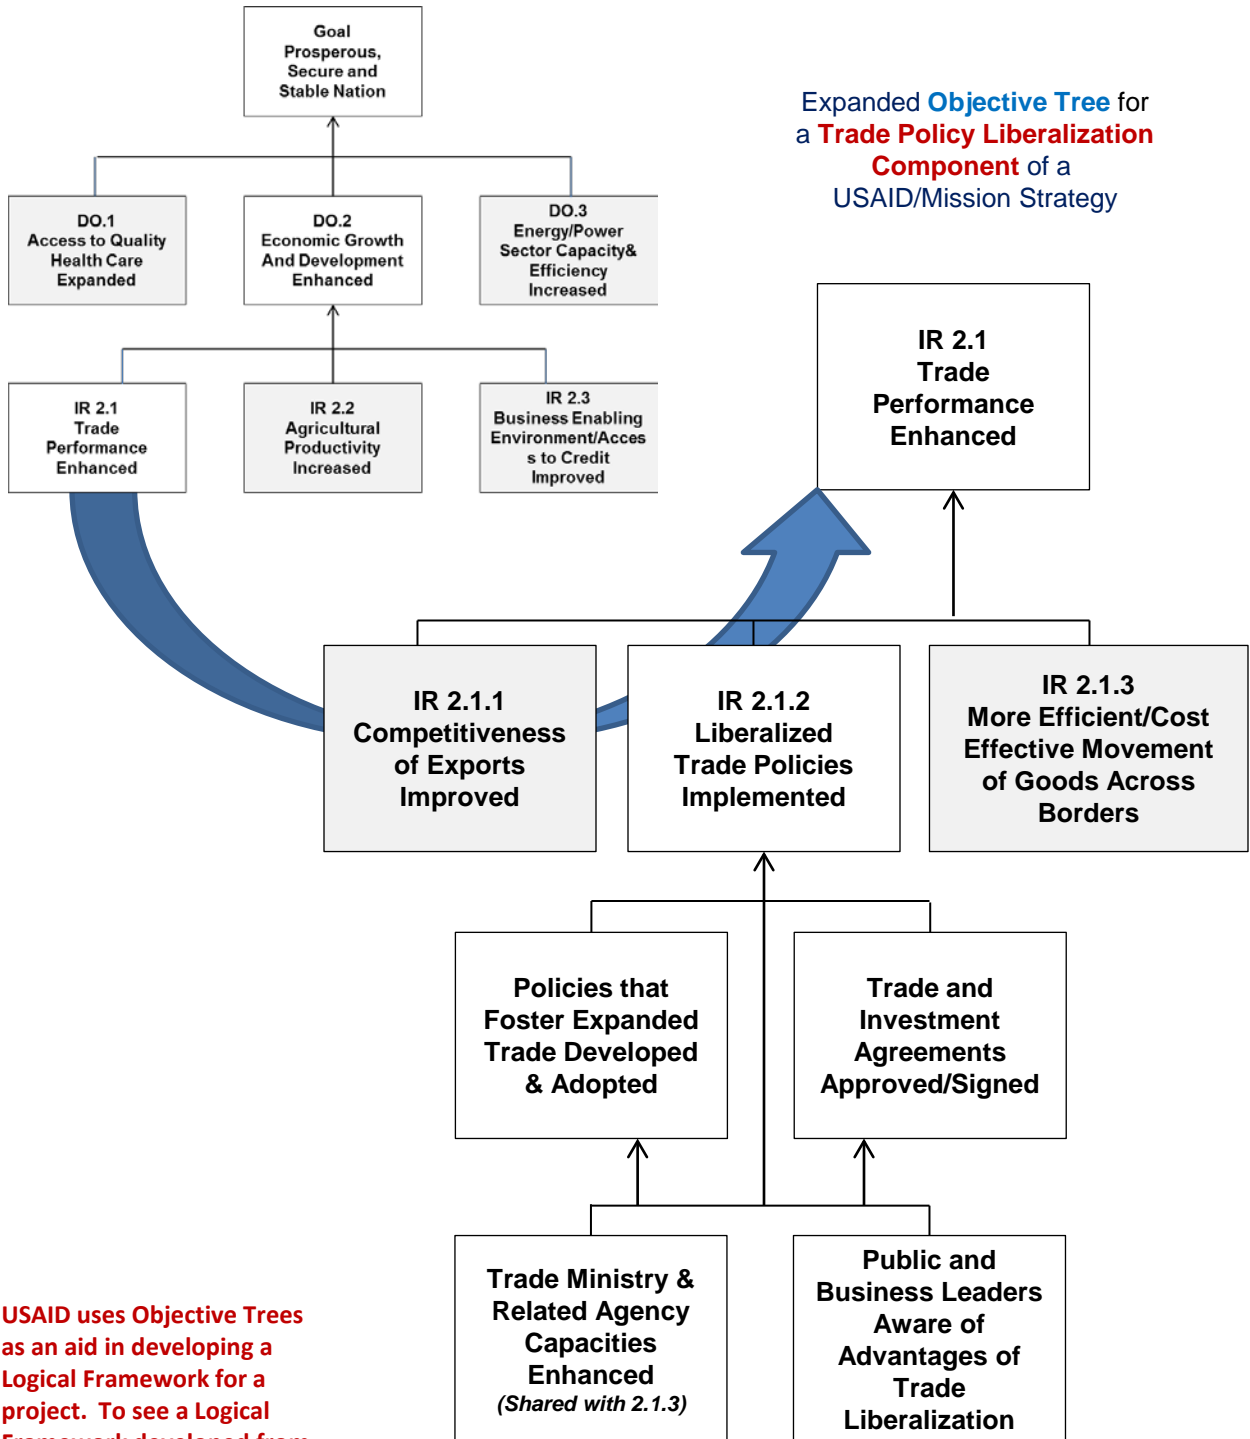 Goal
Prosperous,
Secure and
Stable Nation
Expanded Objective Tree for
a Trade Policy Liberalization
Component of a
USAID/Mission Strategy
DO.1
Access to Quality
Health Care
Expanded
DO.2
Economic Growth
And Development
Enhanced
DO.3
Energy/Power
Sector Capacity&
Efficiency
Increased
IR 2.1
Trade
Performance
Enhanced
IR 2.2
Agricultural
Productivity
Increased
IR 2.3
Business Enabling
Environment/Acces
s to Credit
Improved
IR 2.1
Trade
Performance
Enhanced
IR 2.1.1
Competitiveness
of Exports
Improved
IR 2.1.2
Liberalized
Trade Policies
Implemented
IR 2.1.3
More Efficient/Cost
Effective Movement
of Goods Across
Borders
Policies that
Foster Expanded
Trade Developed
& Adopted
Trade and
Investment
Agreements
Approved/Signed
Trade Ministry &
Related Agency
Capacities
Enhanced
(Shared with 2.1.3)
Public and
Business Leaders
Aware of
Advantages of
Trade
Liberalization
USAID uses Objective Trees
as an aid in developing a
Logical Framework for a
project.  To see a Logical
Framework developed from